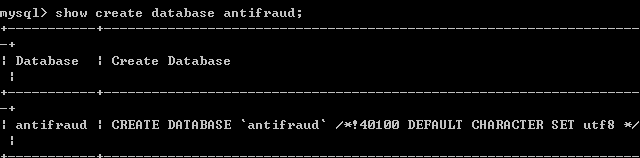 mysql> show create database antifraud;
+------------+------------------------------------------------------------------
-+
¦ Database   ¦ Create Database
 ¦
+------------+------------------------------------------------------------------
-+
¦ antifraud ¦ CREATE DATABASE `antifraud` /*!40100 DEFAULT CHARACTER SET utf8 */
 ¦
+------------+------------------------------------------------------------------